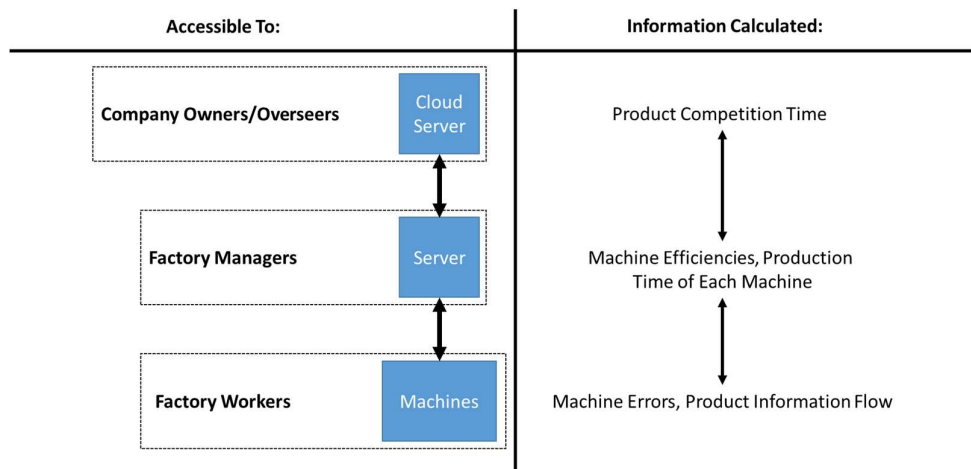 Accessible To:
Information Calculated:
Company Owners/Overseers
Cloud
Server
Product Competition Time
Factory Managers
Server
Machine Efficiencies, Production
Time of Each Machine
Factory Workers
Machines
Machine Errors, Product Information Flow